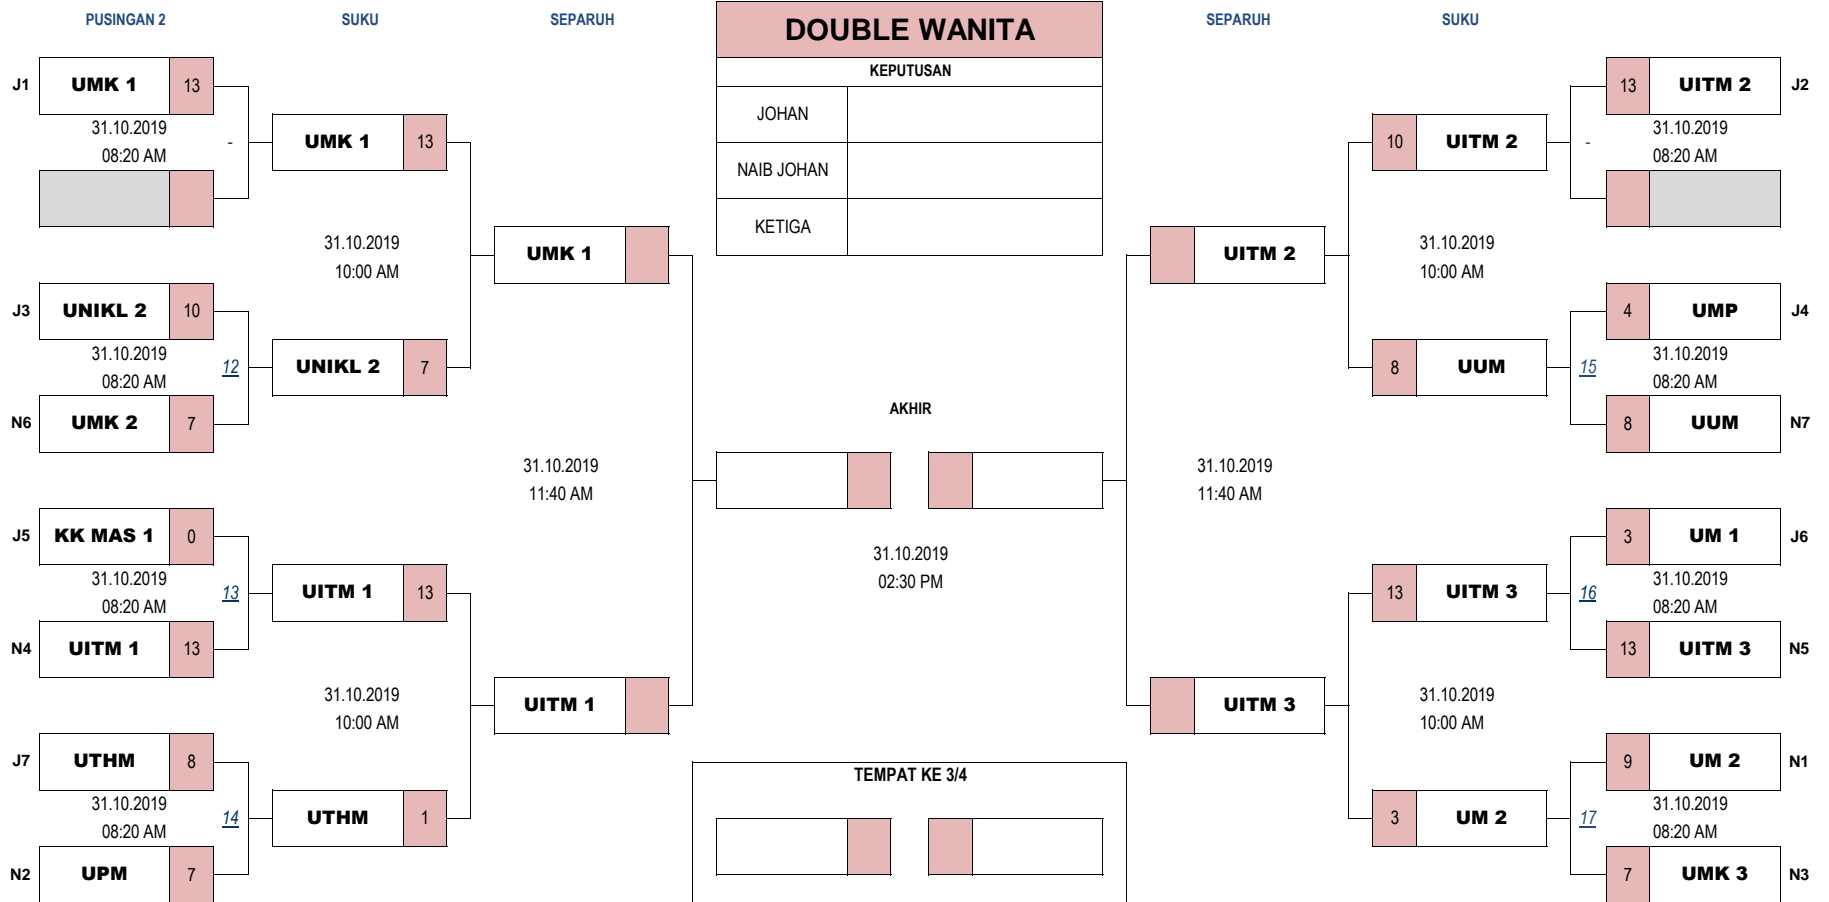 PUSINGAN 2 SUKU SEPARUH DOUBLE WANITA SEPARUH SUKU
KEPUTUSAN
J1 UMK 1 13 13 UITM 2 J2
JOHAN
31.10.2019 31.10.2019
- UMK 1 13 10 UITM 2 -
08:20 AM 08:20 AM
NAIB JOHAN
KETIGA
31.10.2019 31.10.2019
UMK 1 UITM 2
10:00 AM 10:00 AM
J3 UNIKL 2 10 4 UMP J4
31.10.2019 31.10.2019
12 UNIKL 2 7 8 UUM 15
08:20 AM 08:20 AM
AKHIR
N6 UMK 2 7 8 UUM N7
31.10.2019 31.10.2019
11:40 AM 11:40 AM
J5 KK MAS 1 0 3 UM 1 J6
31.10.2019
31.10.2019 31.10.2019
02:30 PM
13 UITM 1 13 13 UITM 3 16
08:20 AM 08:20 AM
N4 UITM 1 13 13 UITM 3 N5
31.10.2019 31.10.2019
UITM 1 UITM 3
10:00 AM 10:00 AM
J7 UTHM 8 9 UM 2 N1
TEMPAT KE 3/4
31.10.2019 31.10.2019
14 UTHM 1 3 UM 2 17
08:20 AM 08:20 AM
N2 UPM 7 7 UMK 3 N3